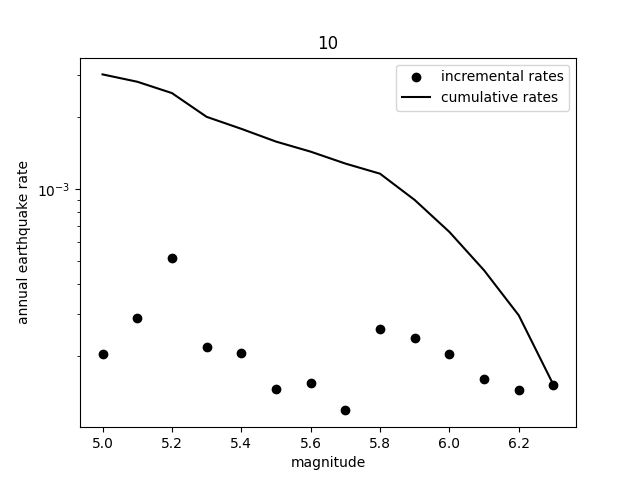 10
incremental rates
cumulative rates
annual earthquake rate
10⁻³
5.0 5.2 5.4 5.6 5.8 6.0 6.2
magnitude